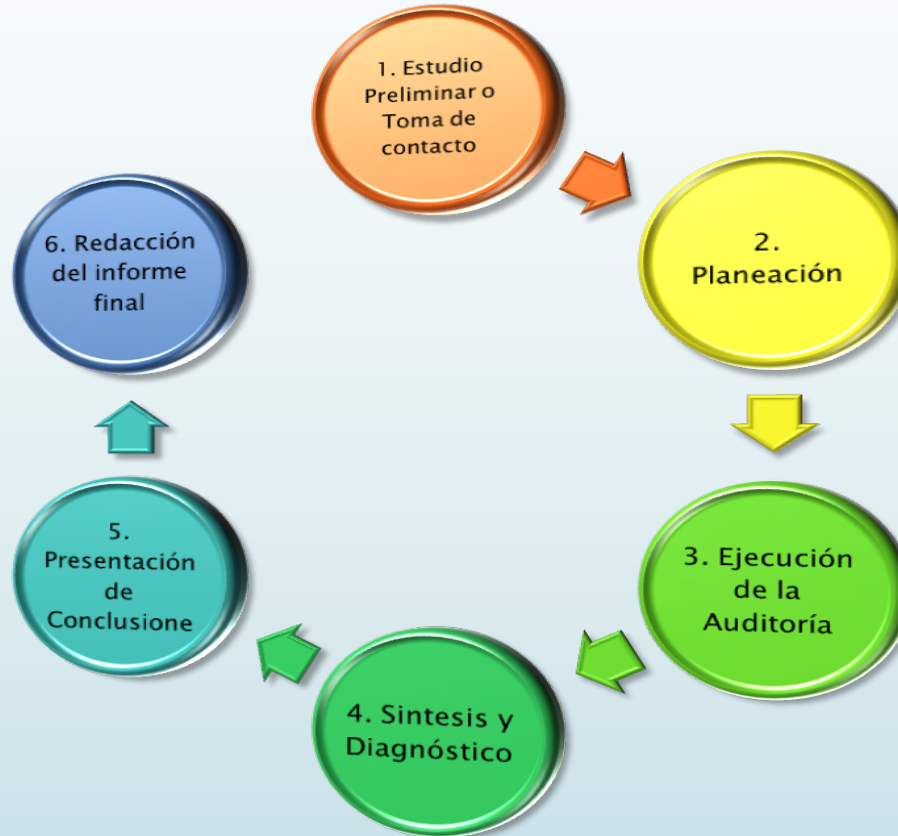 1. Estudio
Preliminar o
Toma de
contacto
2.
Planeación
3. Ejecución
de la
Auditoría
4. Sintesis y
Diagnóstico
5.
Presentación
de
Conclusione
6. Redacción
del informe
final